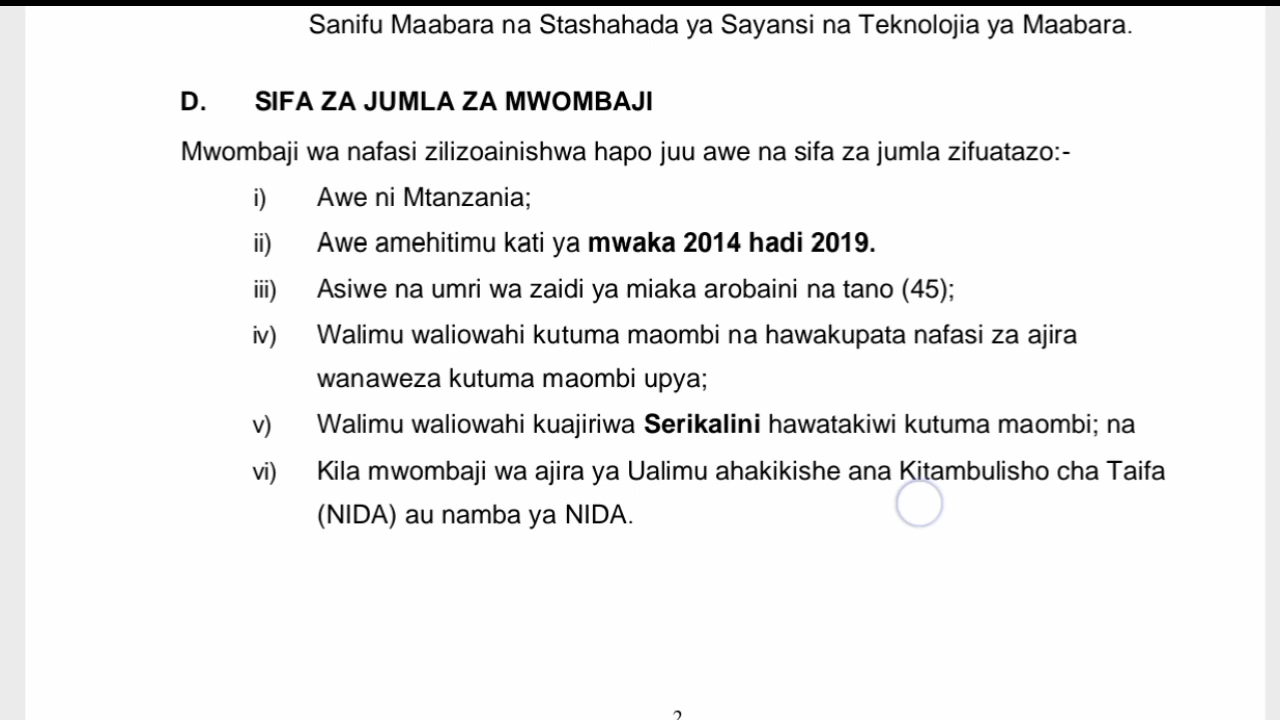 Sanifu Maabara na Stashahada ya Sayansi na Teknolojia ya Maabara.
D. SIFA ZA JUMLA ZA MWOMBAJI
Mwombaji wa nafasi zilizoainishwa hapo juu awe na sifa za jumla zifuatazo:-
i) Awe ni Mtanzania;
ii) Awe amehitimu kati ya mwaka 2014 hadi 2019.
iii) Asiwe na umri wa zaidi ya miaka arobaini na tano (45);
iv) Walimu waliowahi kutuma maombi na hawakupata nafasi za ajira
wanaweza kutuma maombi upya;
v) Walimu waliowahi kuajiriwa Serikalini hawatakiwi kutuma maombi; na
vi) Kila mwombaji wa ajira ya Ualimu ahakikishe ana Kitambulisho cha Taifa
(NIDA) au namba ya NIDA.
2